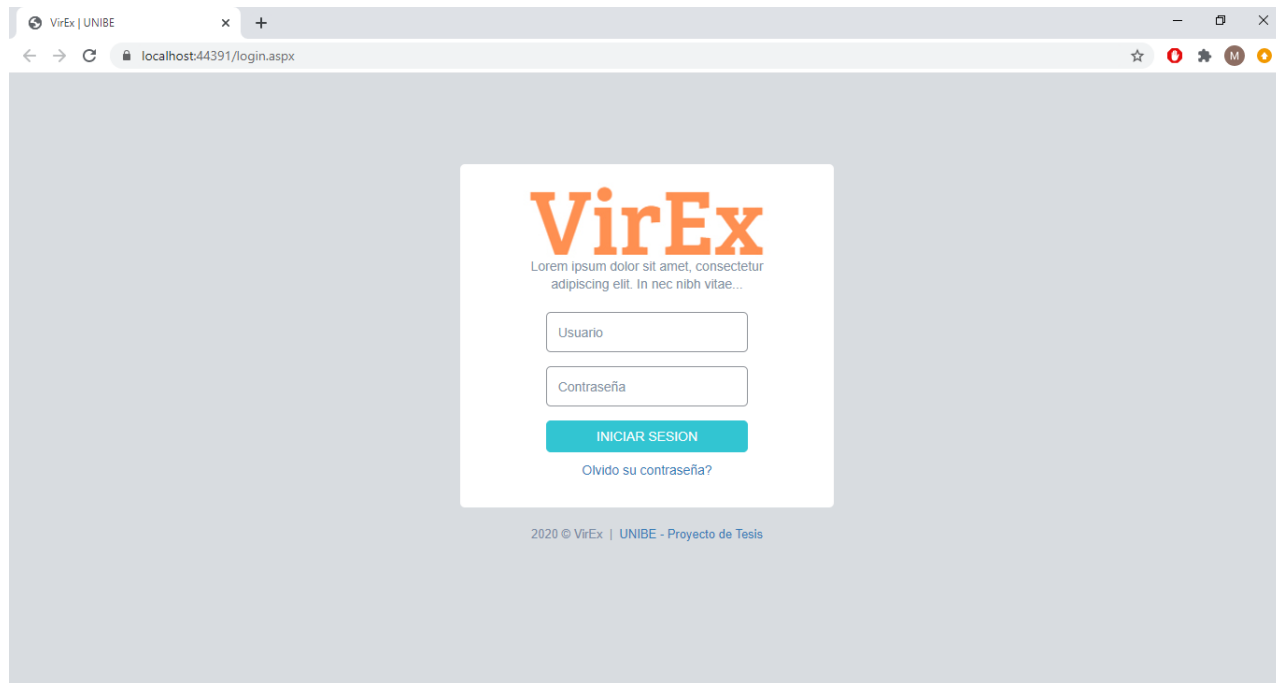 VirEx | UNIBE
localhost:44391/login.aspx
M
VirEx
Lorem ipsum dolor sit amet, consectetur
adipiscing elit. In nec nibh vitae...
Usuario
Contraseña
INICIAR SESION
Olvido su contraseña?
2020 © VirEx | UNIBE - Proyecto de Tesis